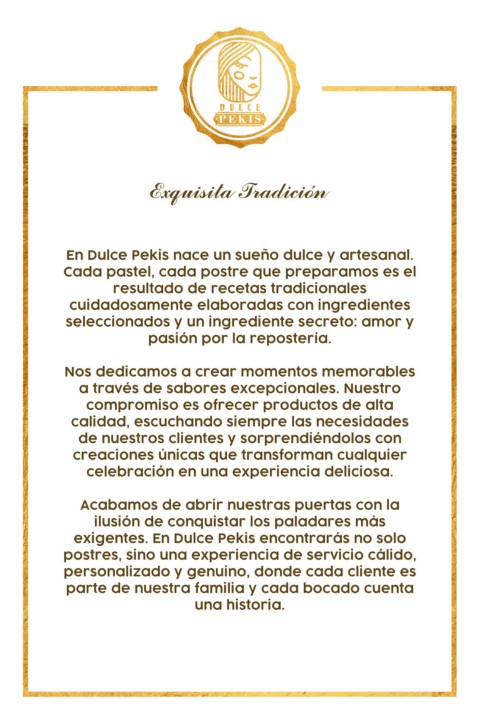 DULCE
PEKIS
Exquisita Tradición
En Dulce Pekis nace un sueño dulce y artesanal.
Cada pastel, cada postre que preparamos es el
resultado de recetas tradicionales
cuidadosamente elaboradas con ingredientes
seleccionados y un ingrediente secreto: amor y
pasión por la repostería.
Nos dedicamos a crear momentos memorables
a través de sabores excepcionales. Nuestro
compromiso es ofrecer productos de alta
calidad, escuchando siempre las necesidades
de nuestros clientes y sorprendiéndolos con
creaciones únicas que transforman cualquier
celebración en una experiencia deliciosa.
Acabamos de abrir nuestras puertas con la
ilusión de conquistar los paladares más
exigentes. En Dulce Pekis encontrarás no solo
postres, sino una experiencia de servicio cálido,
personalizado y genuino, donde cada cliente es
parte de nuestra familia y cada bocado cuenta
una historia.